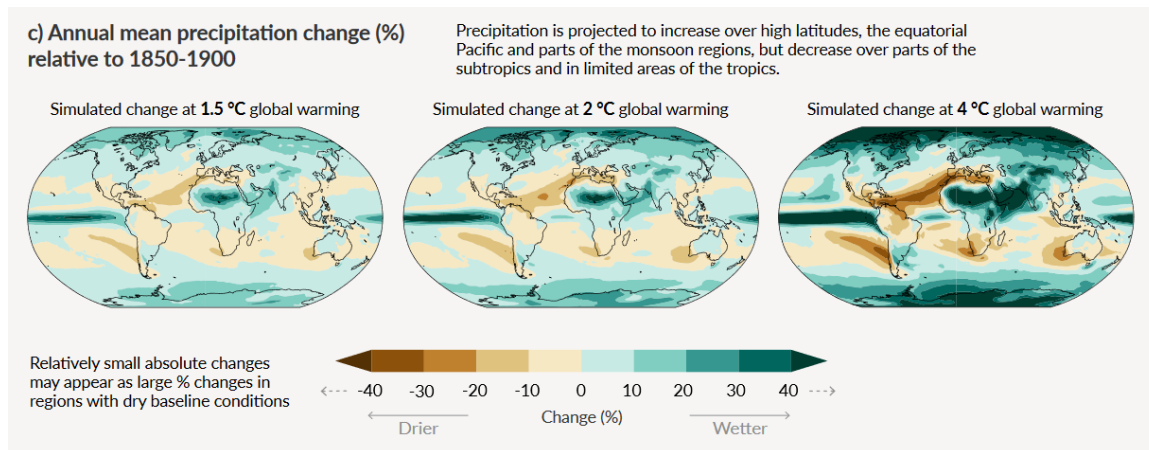 c) Annual mean precipitation change (%)
relative to 1850-1900
Precipitation is projected to increase over high latitudes, the equatorial
Pacific and parts of the monsoon regions, but decrease over parts of the
subtropics and in limited areas of the tropics.
Simulated change at 1.5 °C global warming
Simulated change at 2 °C global warming
Simulated change at 4 °C global warming
Relatively small absolute changes
may appear as large % changes in
regions with dry baseline conditions
-40 -30 -20 -10 0 10 20 30 40
Change (%)
Drier
Wetter